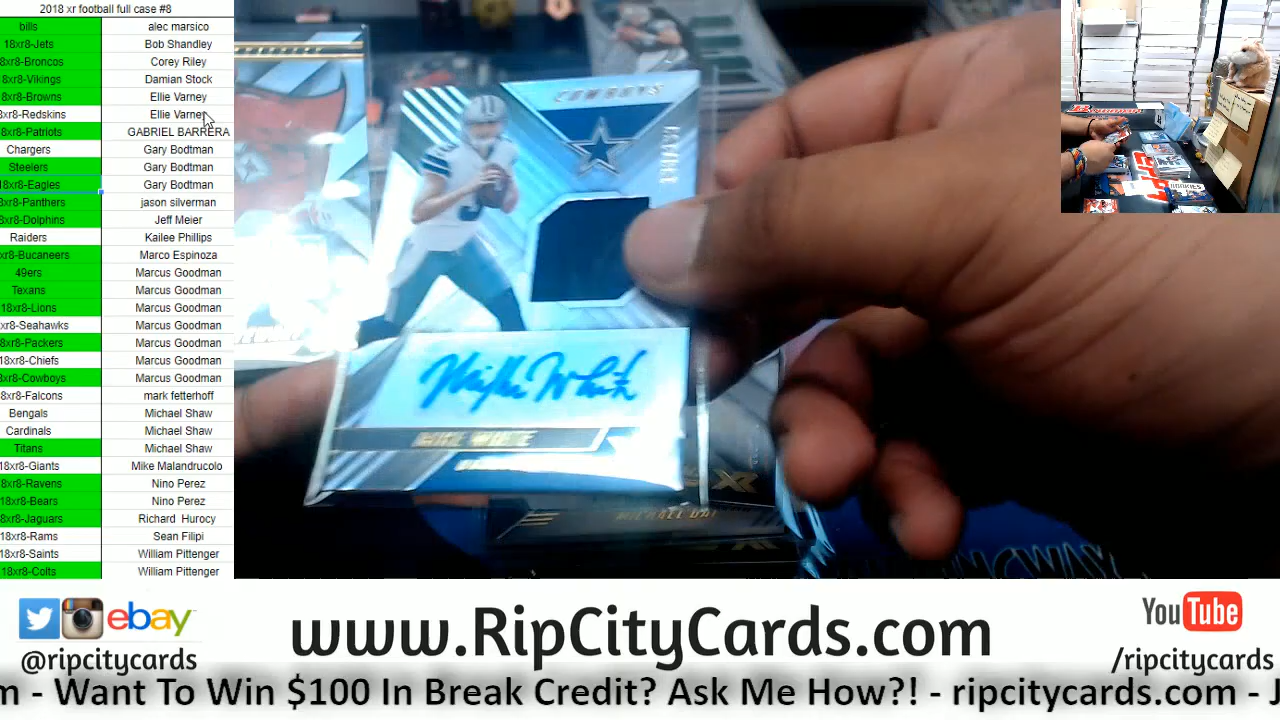 2018 xr football full case #8
bills alec marsico
18xr8-Jets Bob Shandley
8xr8-Broncos Corey Riley
8xr8-Vikings Damian Stock
8xr8-Browns Ellie Varney
8xr8-Redskins Ellie Varney
8xr8-Patriots GABRIEL BARRERA
Chargers Gary Bodtman
Steelers Gary Bodtman
18xr8-Eagles Gary Bodtman
8xr8-Panthers jason silverman
8xr8-Dolphins Jeff Meier
Raiders Kailee Phillips
xr8-Bucaneers Marco Espinoza
49ers Marcus Goodman
Texans Marcus Goodman
18xr8-Lions Marcus Goodman
xr8-Seahawks Marcus Goodman
8xr8-Packers Marcus Goodman
18xr8-Chiefs Marcus Goodman
8xr8-Cowboys Marcus Goodman
8xr8-Falcons mark fetterhoff
Bengals Michael Shaw
Cardinals Michael Shaw
Titans Michael Shaw
18xr8-Giants Mike Malandrucolo
8xr8-Ravens Nino Perez
18xr8-Bears Nino Perez
8xr8-Jaguars Richard Hurocy
18xr8-Rams Sean Filipi
18xr8-Saints William Pittenger
18xr8-Colts William Pittenger
COWBOYS
Mike White
MIKE WHITE
XR
ebay
@ripcitycards
www.RipCityCards.com
YouTube
/ripcitycards
m - Want To Win $100 In Break Credit? Ask Me How?! - ripcitycards.com - J